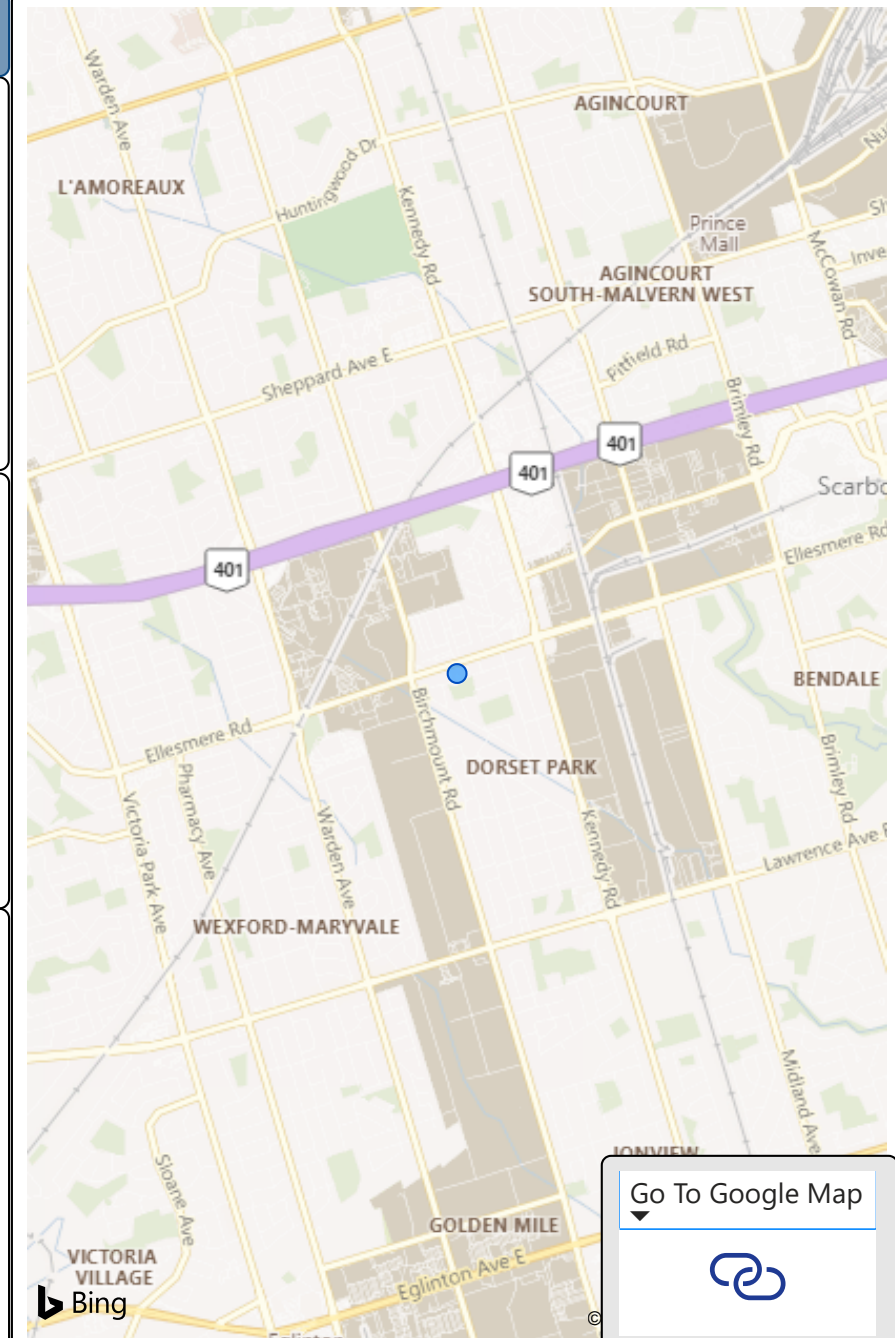 Warden Ave
AGINCOURT
L'AMOREAUX
Huntingwood Dr
Kennedy Rd
Prince
Mall
McCowan Rd
AGINCOURT
SOUTH-MALVERN WEST
Pitfield Rd
Sheppard Ave E
Brimley Rd
401
401
401
Scarbo
Ellesmere Rd
BENDALE
Birchmount Rd
Ellesmere Rd
DORSET PARK
Pharmacy Ave
Victoria Park Ave
Warden Ave
Kennedy Rd
Brimley Rd
Lawrence Ave E
WEXFORD-MARYVALE
Midland Ave
Sloane Ave
IONVIEW
Go To Google Map
GOLDEN MILE
VICTORIA
VILLAGE
Eglinton Ave E
Bing
©